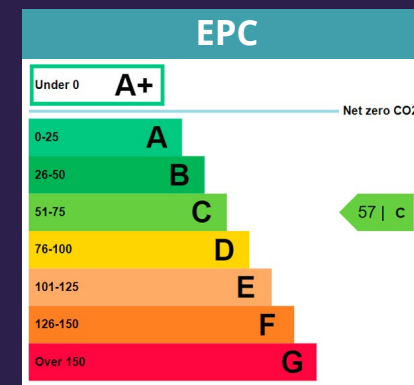 EPC
Under 0 A+
Net zero CO2
0-25 A
26-50 B
51-75 C 57 | C
76-100 D
101-125 E
126-150 F
Over 150 G